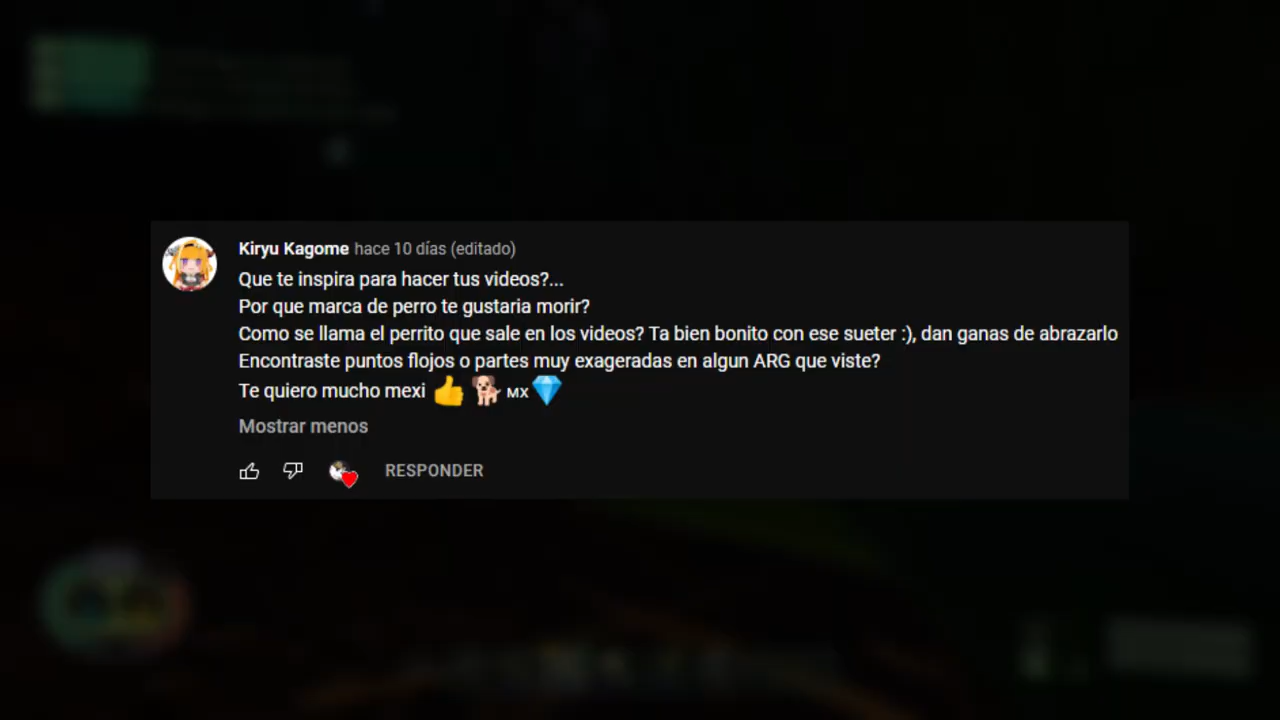 Kiryu Kagome hace 10 días (editado)
Que te inspira para hacer tus videos?...
Por que marca de perro te gustaria morir?
Como se llama el perrito que sale en los videos? Ta bien bonito con ese sueter :), dan ganas de abrazarlo
Encontraste puntos flojos o partes muy exageradas en algun ARG que viste?
Te quiero mucho mexi 👍🐕 MX 💎
Mostrar menos
RESPONDER